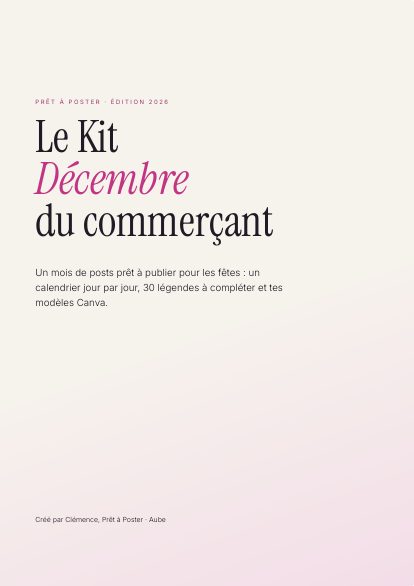 PRÊT À POSTER · ÉDITION 2026
Le Kit
Décembre
du commerçant
Un mois de posts prêt à publier pour les fêtes : un
calendrier jour par jour, 30 légendes à compléter et tes
modèles Canva.
Créé par Clémence, Prêt à Poster · Aube